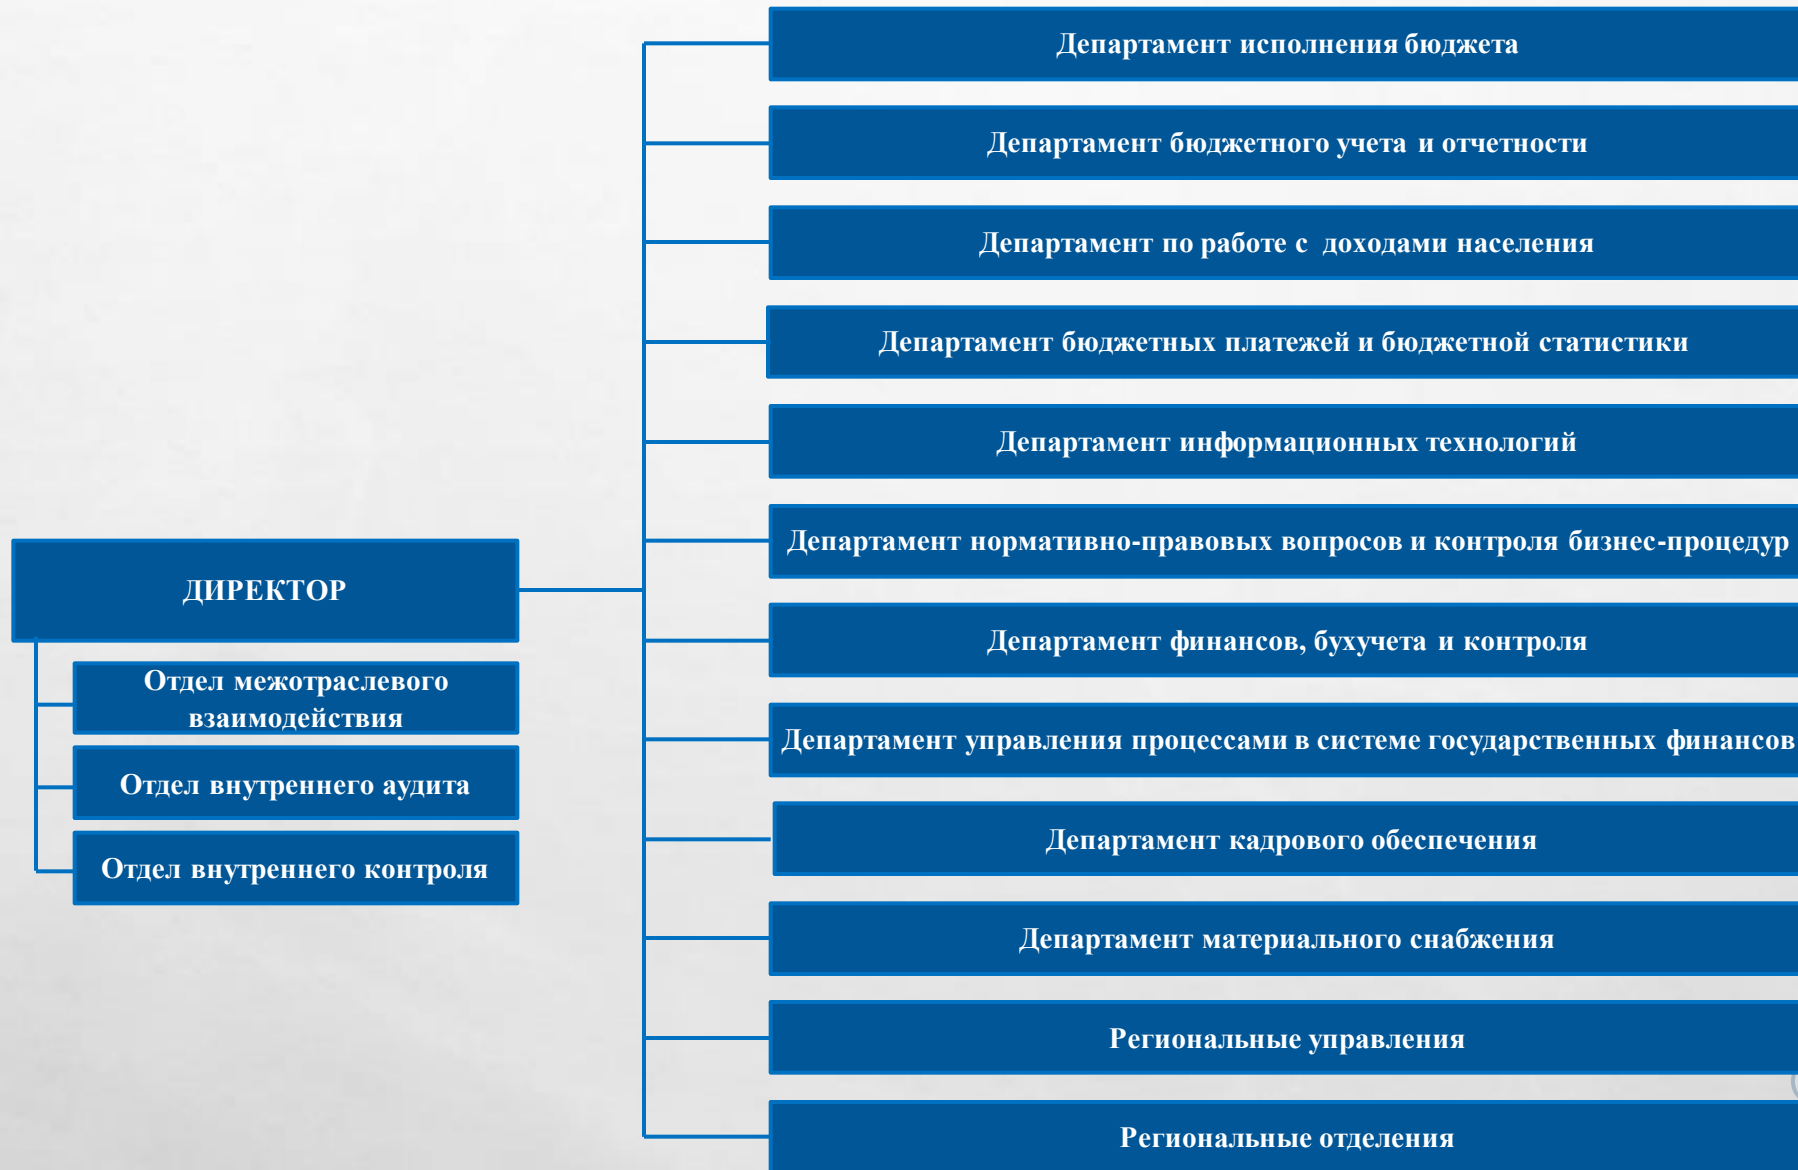 Департамент исполнения бюджета
Департамент бюджетного учета и отчетности
Департамент по работе с доходами населения
Департамент бюджетных платежей и бюджетной статистики
Департамент информационных технологий
Департамент нормативно-правовых вопросов и контроля бизнес-процедур
ДИРЕКТОР
Департамент финансов, бухучета и контроля
Отдел межотраслевого
взаимодействия
Департамент управления процессами в системе государственных финансов
Отдел внутреннего аудита
Департамент кадрового обеспечения
Отдел внутреннего контроля
Департамент материального снабжения
Региональные управления
Региональные отделения